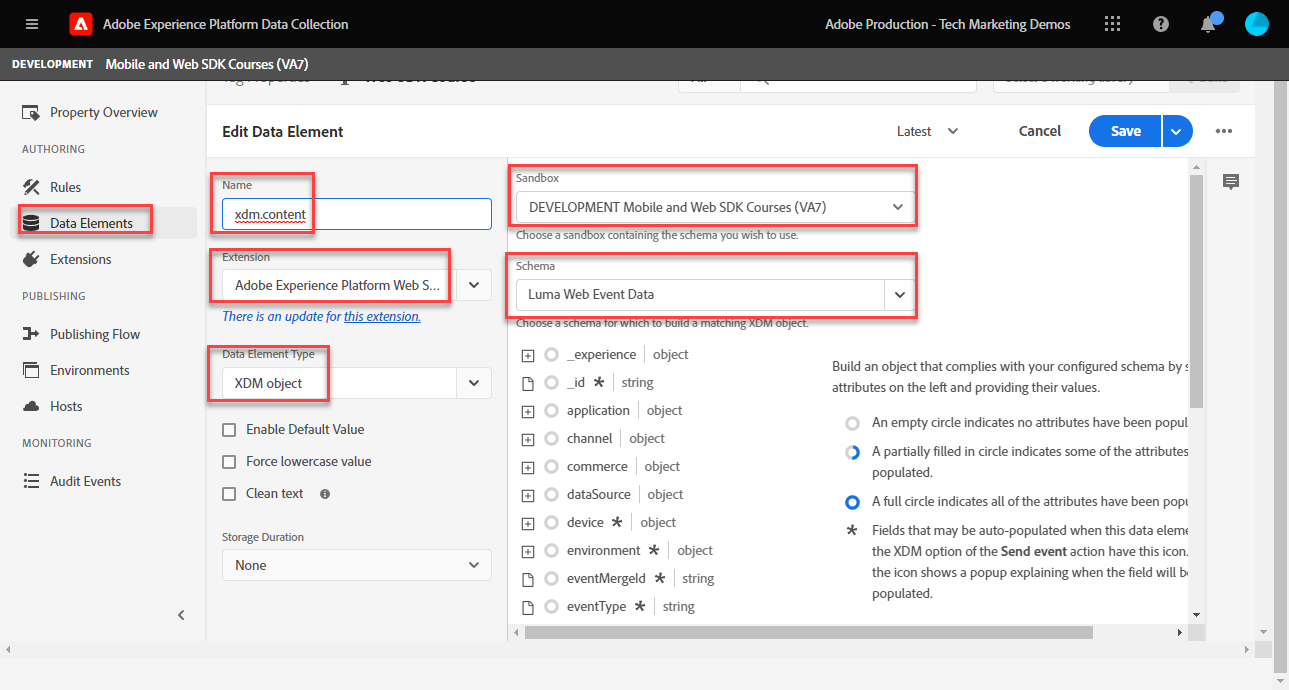 Adobe Experience Platform Data Collection
Adobe Production - Tech Marketing Demos
DEVELOPMENT Mobile and Web SDK Courses (VA7)
Property Overview
AUTHORING
Rules
Data Elements
Extensions
PUBLISHING
Publishing Flow
Environments
Hosts
MONITORING
Audit Events
Edit Data Element
Latest
Cancel
Save
Name
xdm.content
Extension
Adobe Experience Platform Web S...
There is an update for this extension.
Data Element Type
XDM object
Enable Default Value
Force lowercase value
Clean text
Storage Duration
None
Sandbox
DEVELOPMENT Mobile and Web SDK Courses (VA7)
Choose a sandbox containing the schema you wish to use.
Schema
Luma Web Event Data
Choose a schema for which to build a matching XDM object.
_experience object
_id * string
application object
channel object
commerce object
dataSource object
device * object
environment * object
eventMergeId * string
eventType * string
Build an object that complies with your configured schema by s
attributes on the left and providing their values.
An empty circle indicates no attributes have been popul
A partially filled in circle indicates some of the attributes
populated.
A full circle indicates all of the attributes have been popu
* Fields that may be auto-populated when this data eleme
the XDM option of the Send event action have this icon.
the icon shows a popup explaining when the field will b
populated.